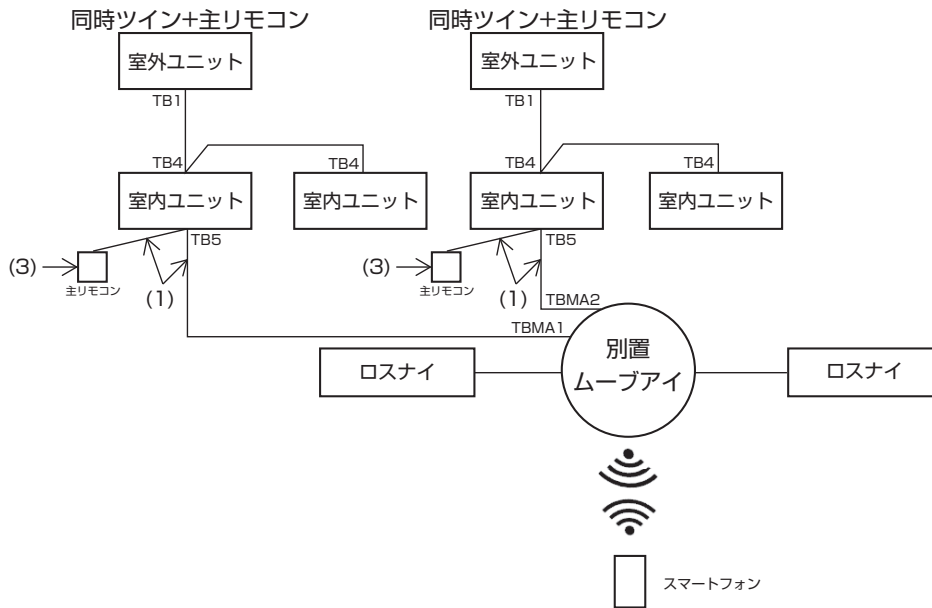 同時ツイン+主リモコン
同時ツイン+主リモコン
室外ユニット
室外ユニット
TB1
TB1
TB4
TB4
TB4
TB4
室内ユニット
室内ユニット
室内ユニット
室内ユニット
TB5
TB5
(3)
主リモコン
(1)
(3)
主リモコン
(1)
TBMA2
TBMA1
別置
ムーブアイ
ロスナイ
ロスナイ
スマートフォン